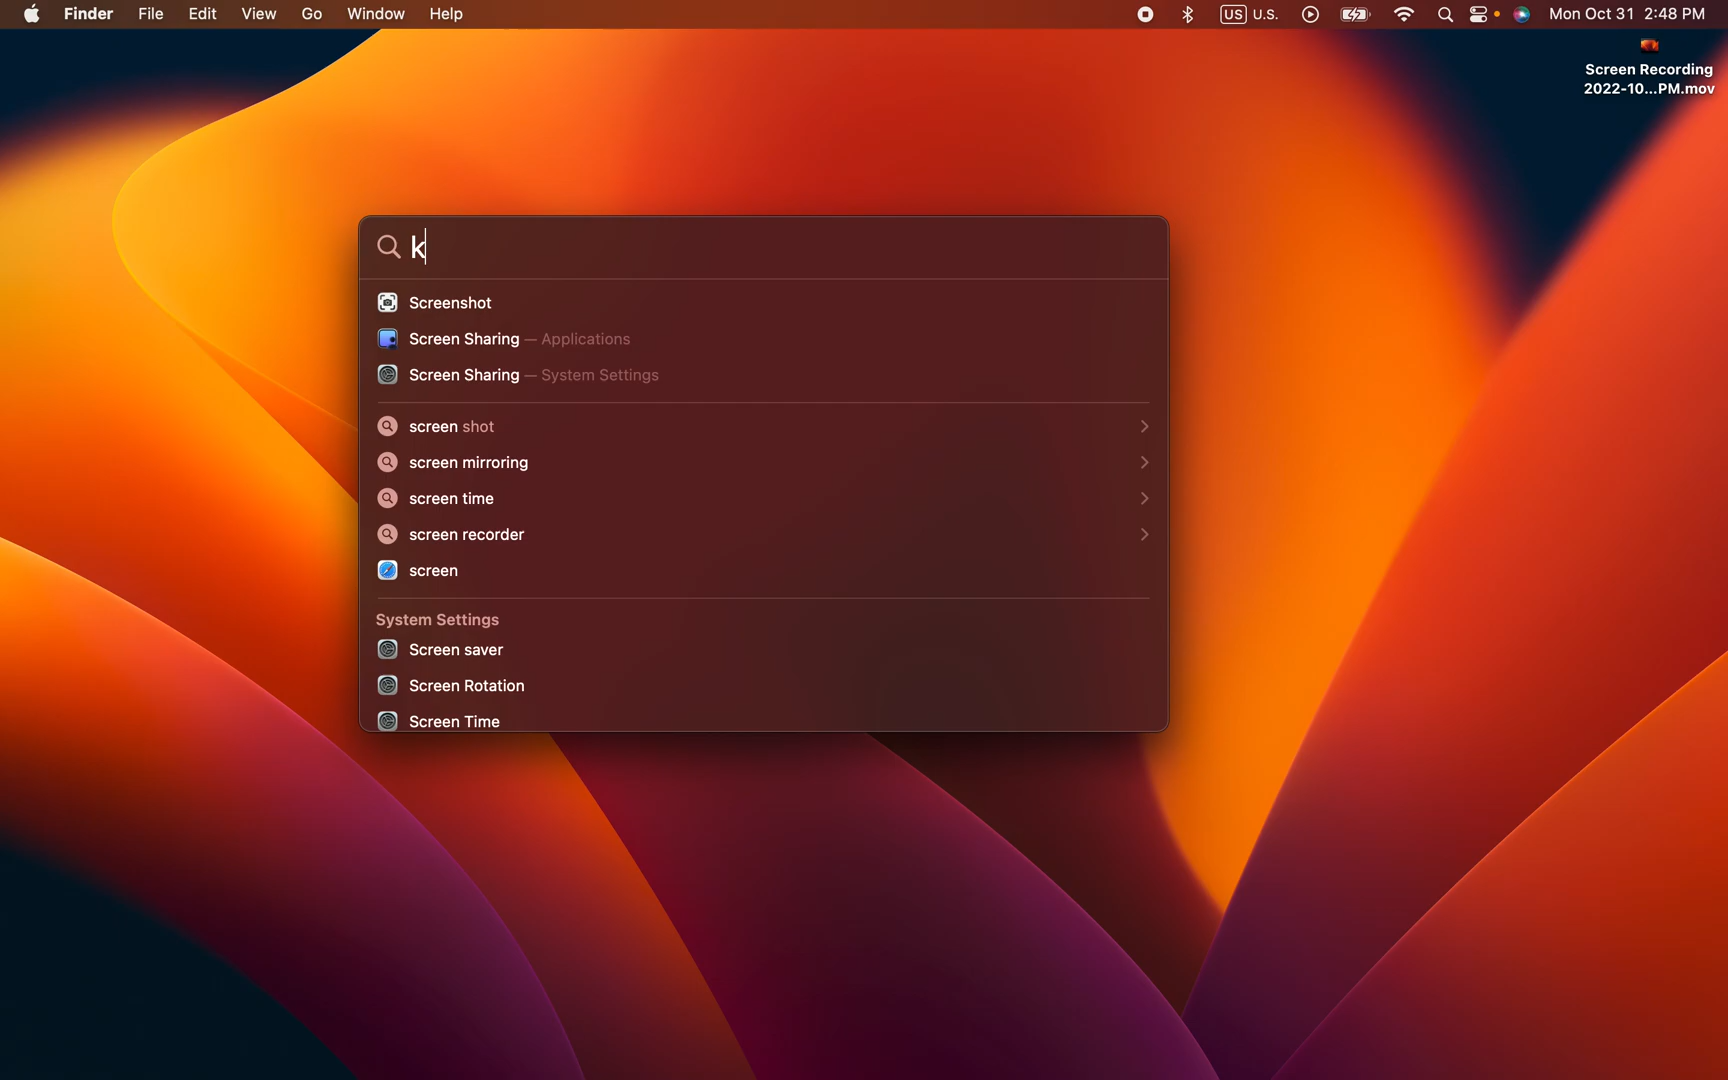 Finder File Edit View Go Window Help US U.S. Mon Oct 31 2:48 PM
Screen Recording
2022-10...PM.mov
k
Screenshot
Screen Sharing — Applications
Screen Sharing — System Settings
screen shot
screen mirroring
screen time
screen recorder
screen
System Settings
Screen saver
Screen Rotation
Screen Time